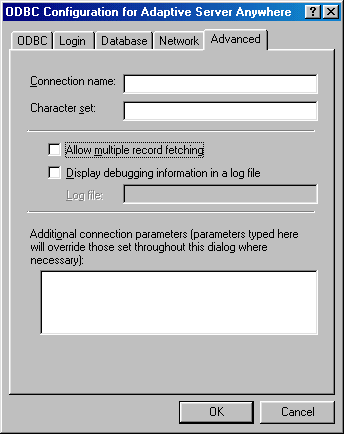 ODBC Configuration for Adaptive Server Anywhere
ODBC Login Database Network Advanced
Connection name:
Character set:
Allow multiple record fetching
Display debugging information in a log file
Log file:
Additional connection parameters (parameters typed here
will override those set throughout this dialog where
necessary):
OK Cancel